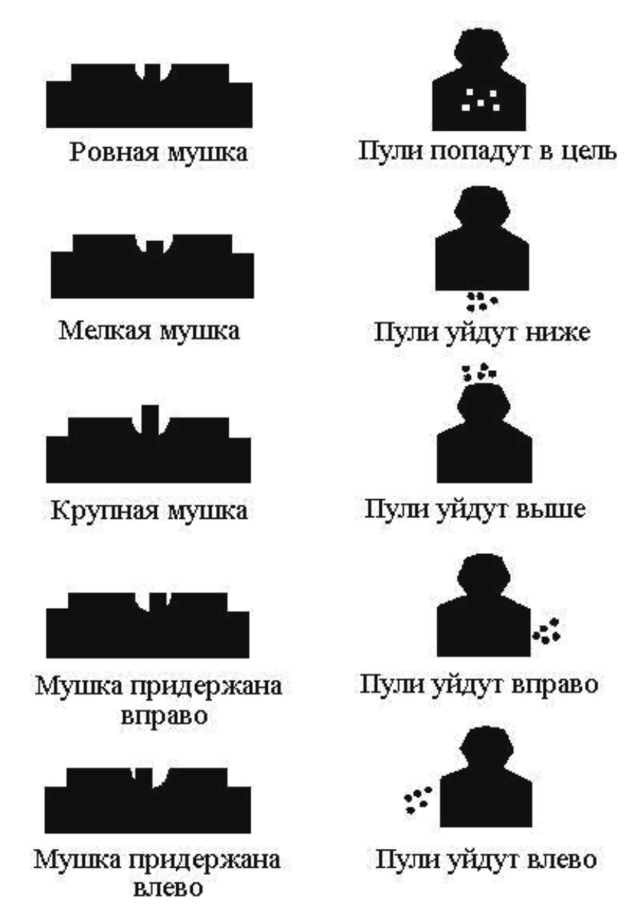 Ровная мушка
Пули попадут в цель
Мелкая мушка
Пули уйдут ниже
Крупная мушка
Пули уйдут выше
Мушка придержана
вправо
Пули уйдут вправо
Мушка придержана
влево
Пули уйдут влево